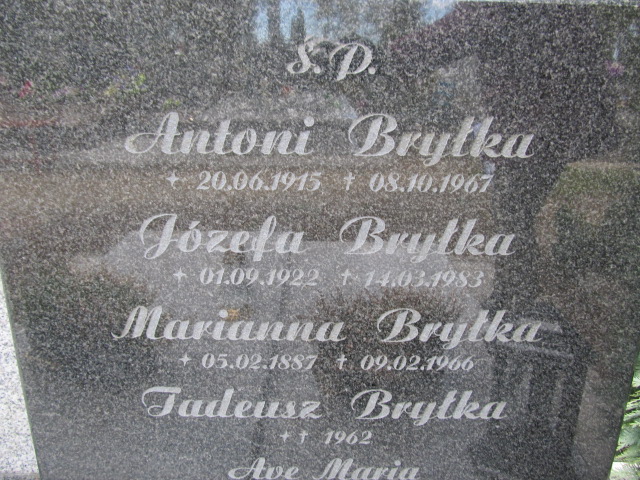 Ś.P.
Antoni Bryłka
+ 20.06.1915 † 08.10.1967
Józefa Bryłka
+ 01.09.1922 † 14.03.1983
Marianna Bryłka
+ 05.02.1887 † 09.02.1966
Tadeusz Bryłka
+ † 1962
Ave Maria